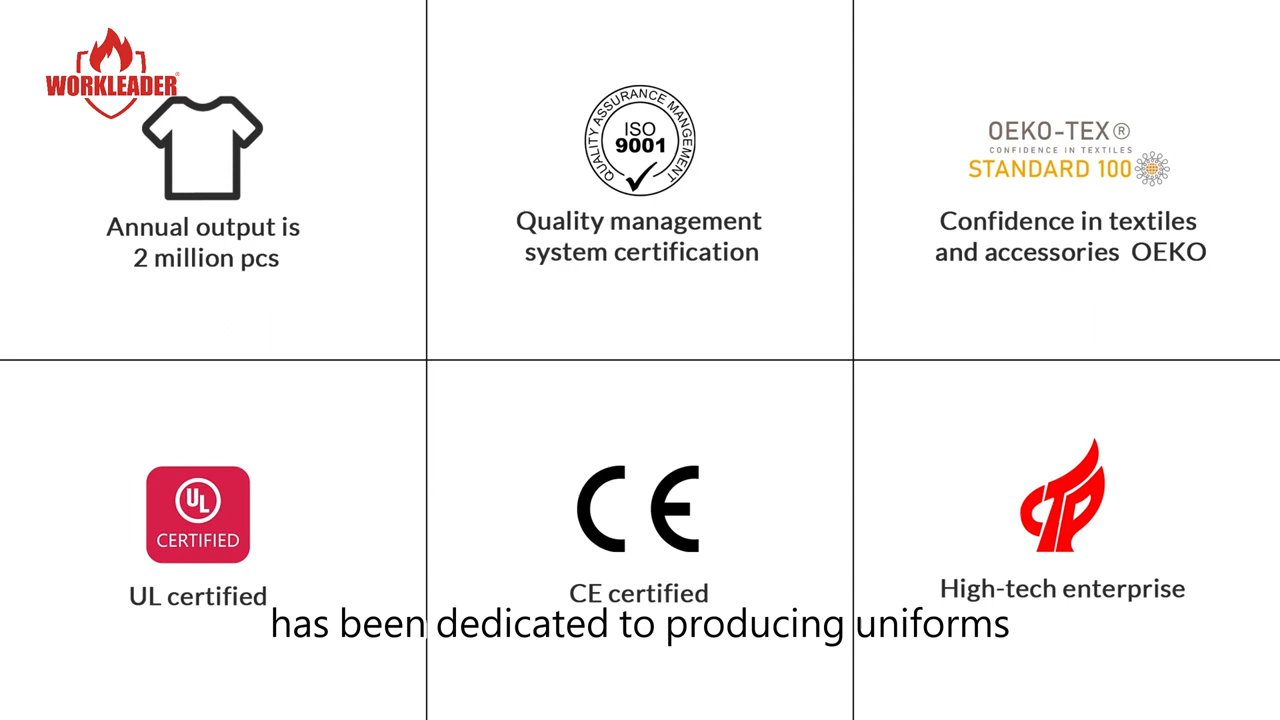 WORKLEADER®
Annual output is
2 million pcs
QUALITY ASSURANCE MANGEMENT
ISO
9001
Quality management
system certification
OEKO-TEX®
CONFIDENCE IN TEXTILES
STANDARD 100
Confidence in textiles
and accessories OEKO
UL
CERTIFIED
UL certified
CE
CE certified
CTP
High-tech enterprise
has been dedicated to producing uniforms